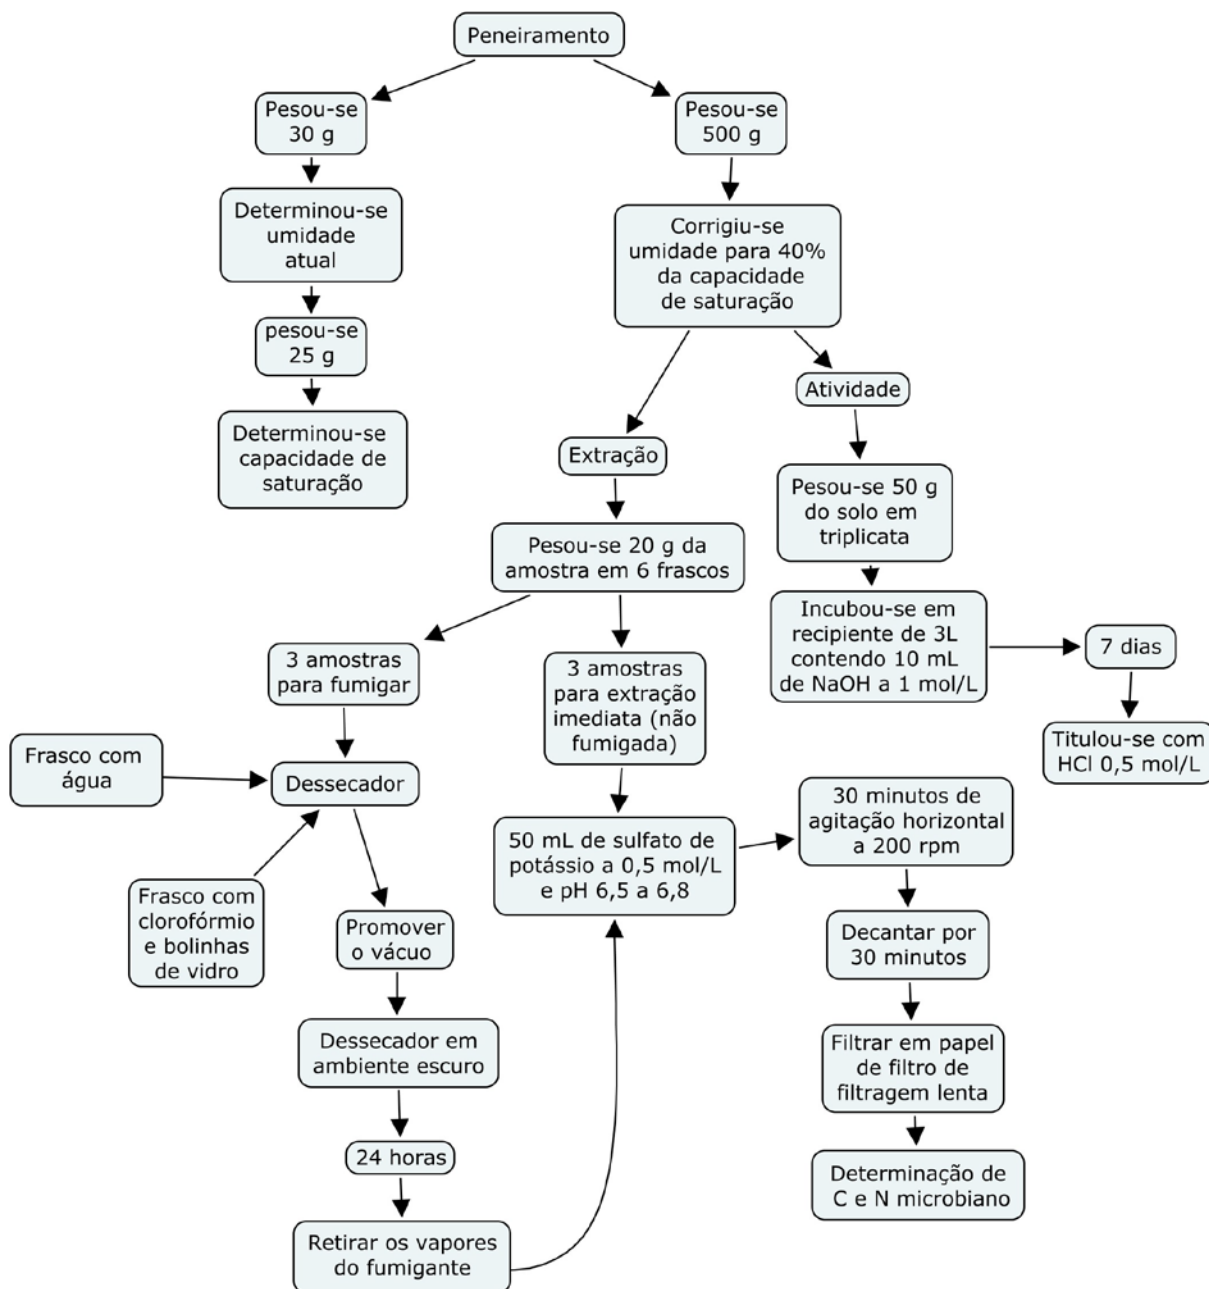 Peneiramento
Pesou-se
30 g
Pesou-se
500 g
Determinou-se
umidade
atual
Corrigiu-se
umidade para 40%
da capacidade
de saturação
pesou-se
25 g
Determinou-se
capacidade de
saturação
Atividade
Extração
Pesou-se 50 g
do solo em
triplicata
Pesou-se 20 g da
amostra em 6 frascos
Incubou-se em
recipiente de 3L
contendo 10 mL
de NaOH a 1 mol/L
7 dias
Titulou-se com
HCl 0,5 mol/L
3 amostras
para fumigar
3 amostras
para extração
imediata (não
fumigada)
Frasco com
água
Dessecador
Frasco com
clorofórmio
e bolinhas
de vidro
50 mL de sulfato de
potássio a 0,5 mol/L
e pH 6,5 a 6,8
30 minutos de
agitação horizontal
a 200 rpm
Promover
o vácuo
Decantar por
30 minutos
Dessecador em
ambiente escuro
Filtrar em papel
de filtro de
filtragem lenta
24 horas
Determinação de
C e N microbiano
Retirar os vapores
do fumigante